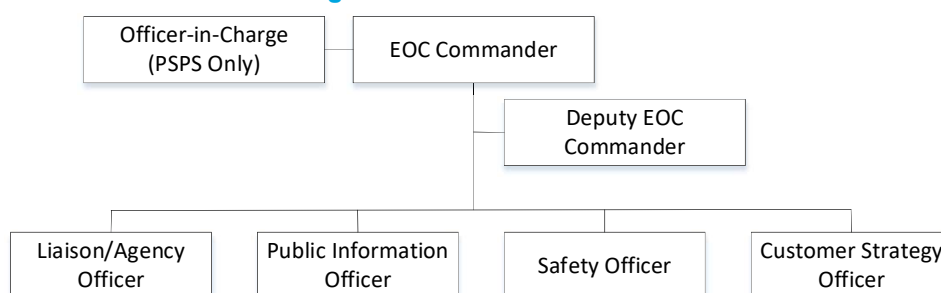 Officer-in-Charge
(PSPS Only)
EOC Commander
Deputy EOC
Commander
Liaison/Agency
Officer
Public Information
Officer
Safety Officer
Customer Strategy
Officer